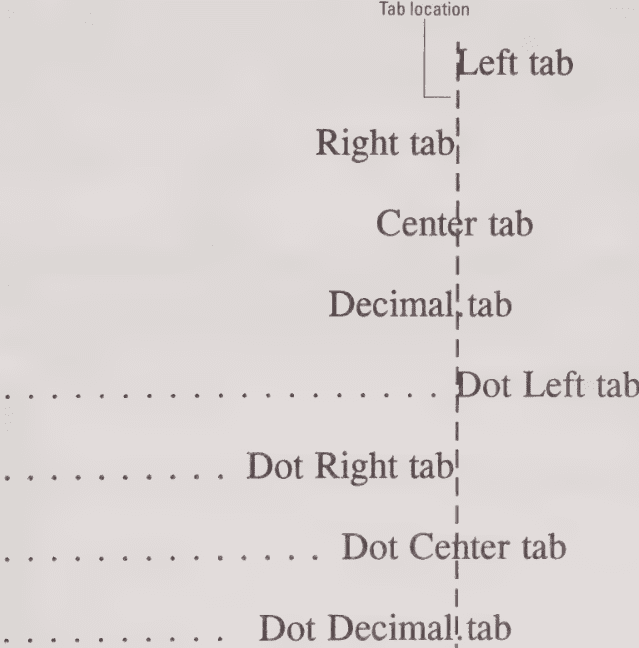 Tab location
Left tab
Right tab
Center tab
Decimal.tab
. . . . . . . . . . . . . . . . . . . Dot Left tab
. . . . . . . . . . Dot Right tab
. . . . . . . . . . . . . . Dot Center tab
. . . . . . . . . . Dot Decimal.tab